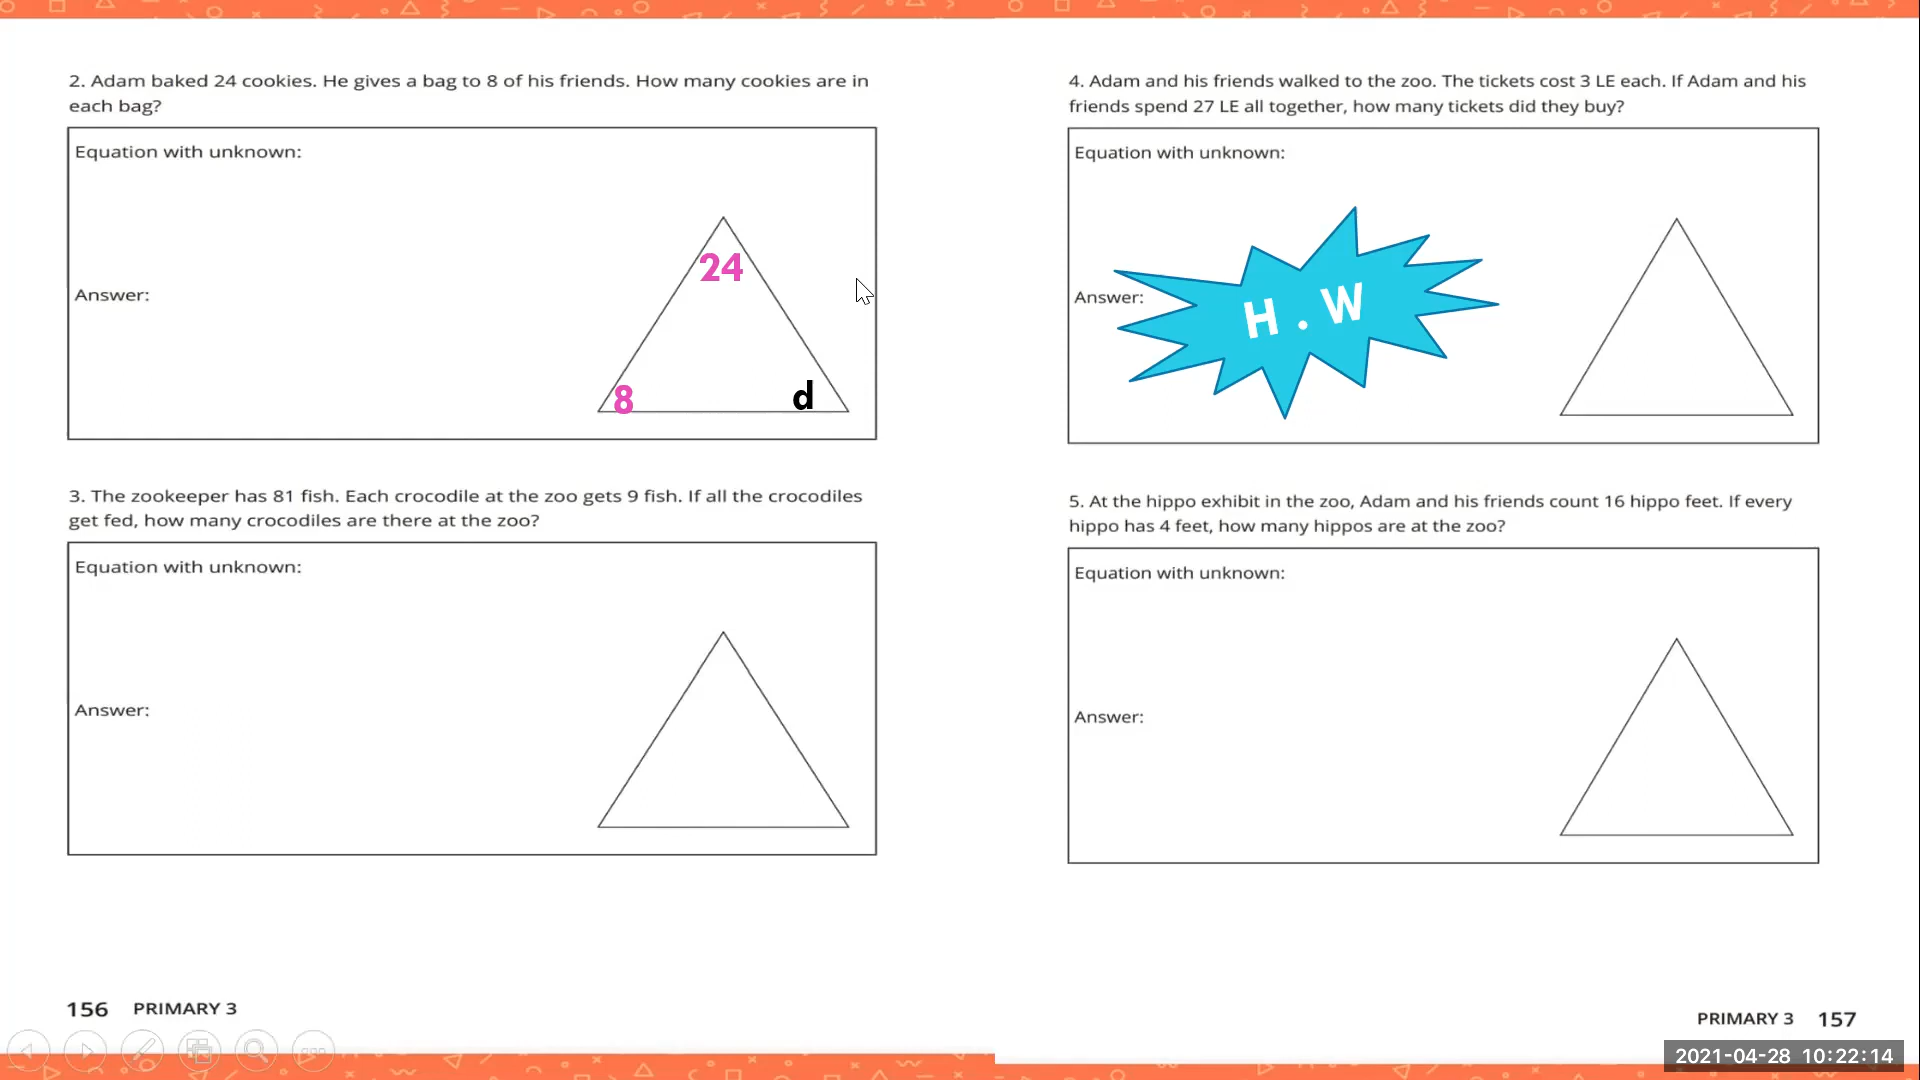 2. Adam baked 24 cookies. He gives a bag to 8 of his friends. How many cookies are in
each bag?
Equation with unknown:
24
Answer:
8
d
3. The zookeeper has 81 fish. Each crocodile at the zoo gets 9 fish. If all the crocodiles
get fed, how many crocodiles are there at the zoo?
Equation with unknown:
Answer:
156 PRIMARY 3
4. Adam and his friends walked to the zoo. The tickets cost 3 LE each. If Adam and his
friends spend 27 LE all together, how many tickets did they buy?
Equation with unknown:
Answer:
H . W
5. At the hippo exhibit in the zoo, Adam and his friends count 16 hippo feet. If every
hippo has 4 feet, how many hippos are at the zoo?
Equation with unknown:
Answer:
PRIMARY 3 157
2021-04-28 10:22:14